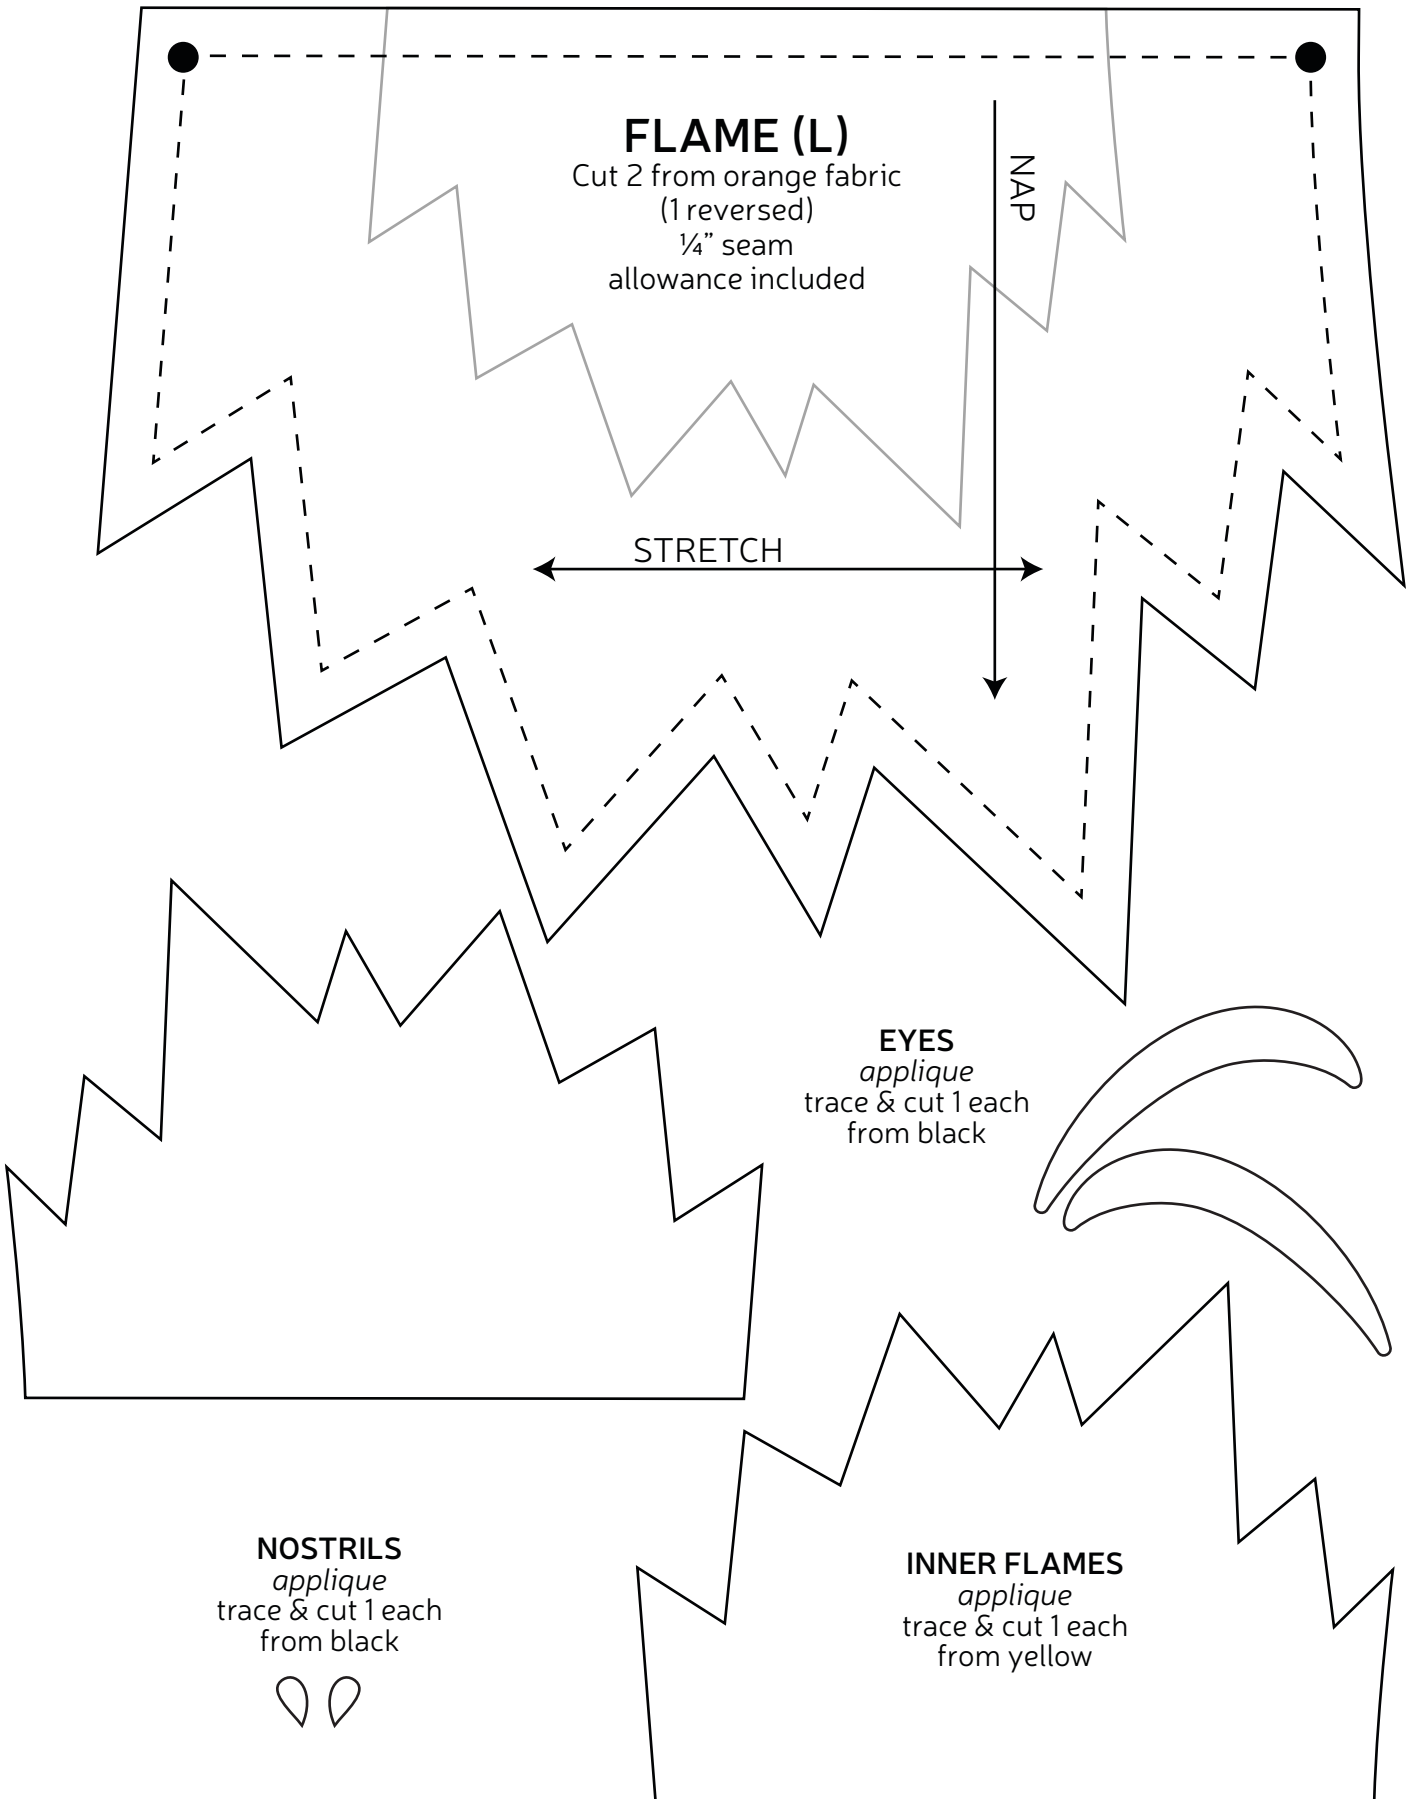 FLAME (L)
Cut 2 from orange fabric
(1 reversed)
¼” seam
allowance included
NAP
STRETCH
EYES
applique
trace & cut 1 each
from black
NOSTRILS
applique
trace & cut 1 each
from black
INNER FLAMES
applique
trace & cut 1 each
from yellow